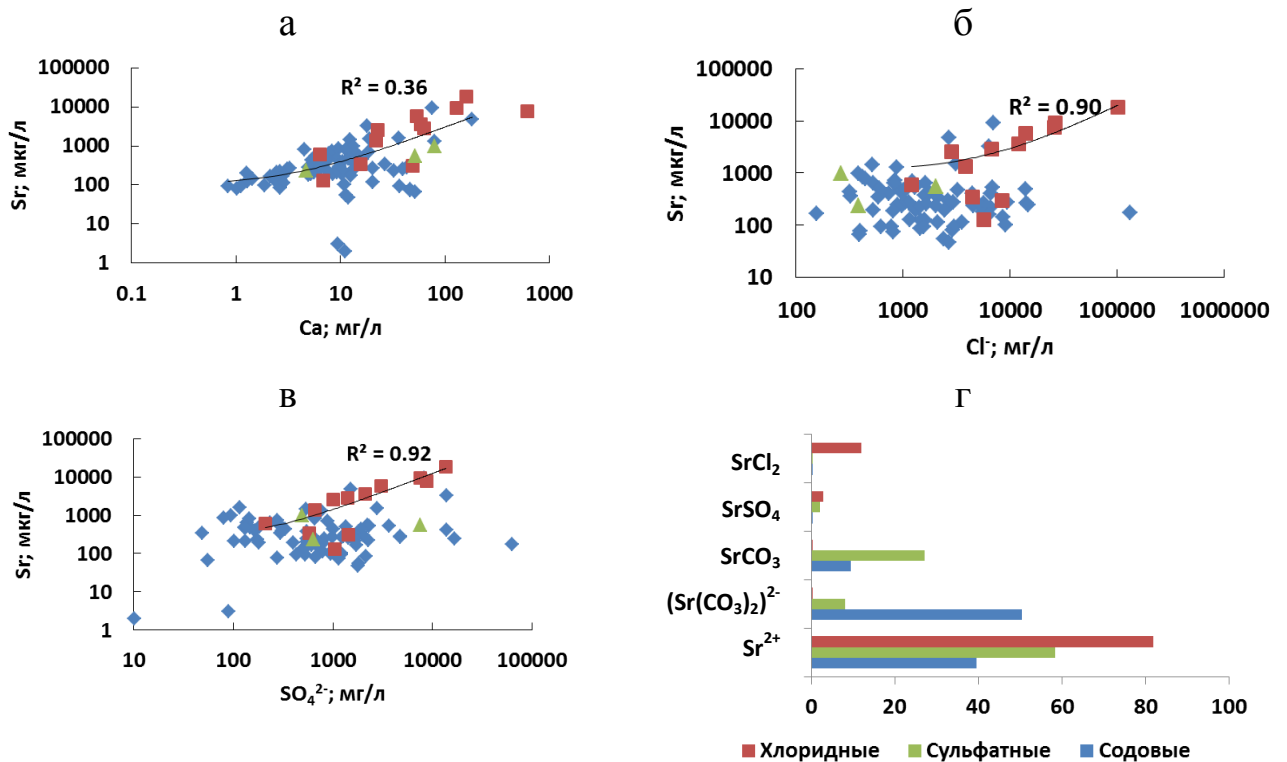 а
R² = 0.36
100000
10000
1000
100
10
1
Sr; мкг/л
0.1 1 10 100 1000
Ca; мг/л
б
R² = 0.90
100000
10000
1000
100
10
Sr; мкг/л
100 1000 10000 100000 1000000
Cl⁻; мг/л
в
R² = 0.92
100000
10000
1000
100
10
1
Sr; мкг/л
10 100 1000 10000 100000
SO₄²⁻; мг/л
г
SrCl₂
SrSO₄
SrCO₃
(Sr(CO₃)₂)²⁻
Sr²⁺
0 20 40 60 80 100
Хлоридные Сульфатные Содовые